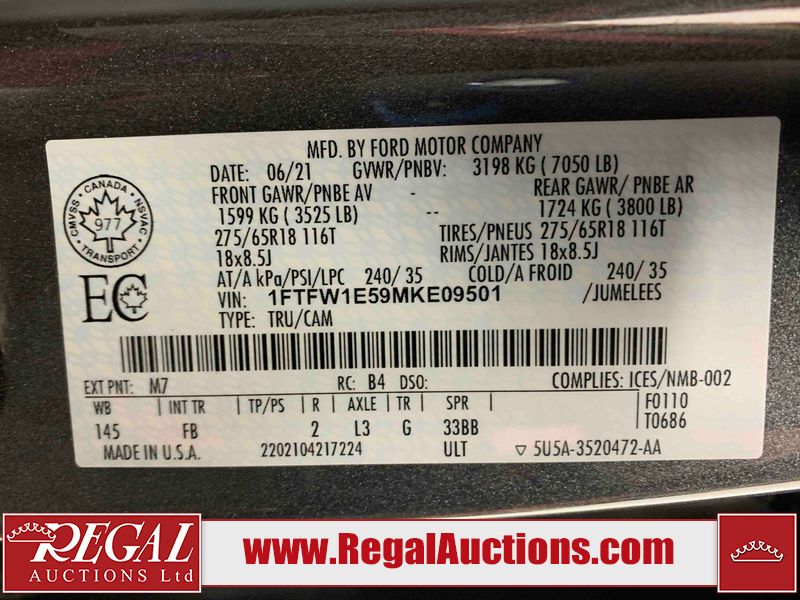 MFD. BY FORD MOTOR COMPANY
DATE: 06/21 GVWR/PNBV: 3198 KG ( 7050 LB)
FRONT GAWR/PNBE AV - REAR GAWR/ PNBE AR
1599 KG ( 3525 LB) -- 1724 KG ( 3800 LB)
275/65R18 116T TIRES/PNEUS 275/65R18 116T
18x8.5J RIMS/JANTES 18x8.5J
AT/A kPa/PSI/LPC 240/ 35 COLD/A FROID 240/ 35
VIN: 1FTFW1E59MKE09501 /JUMELEES
TYPE: TRU/CAM
CANADA
CMVSS NSVAC
977
TRANSPORT
EC
EXT PNT: M7 RC: B4 DSO: COMPLIES: ICES/NMB-002
WB INT TR TP/PS R AXLE TR SPR F0110
145 FB 2 L3 G 33BB T0686
MADE IN U.S.A. 2202104217224 ULT ▽ 5U5A-3520472-AA
REGAL
AUCTIONS Ltd
www.RegalAuctions.com